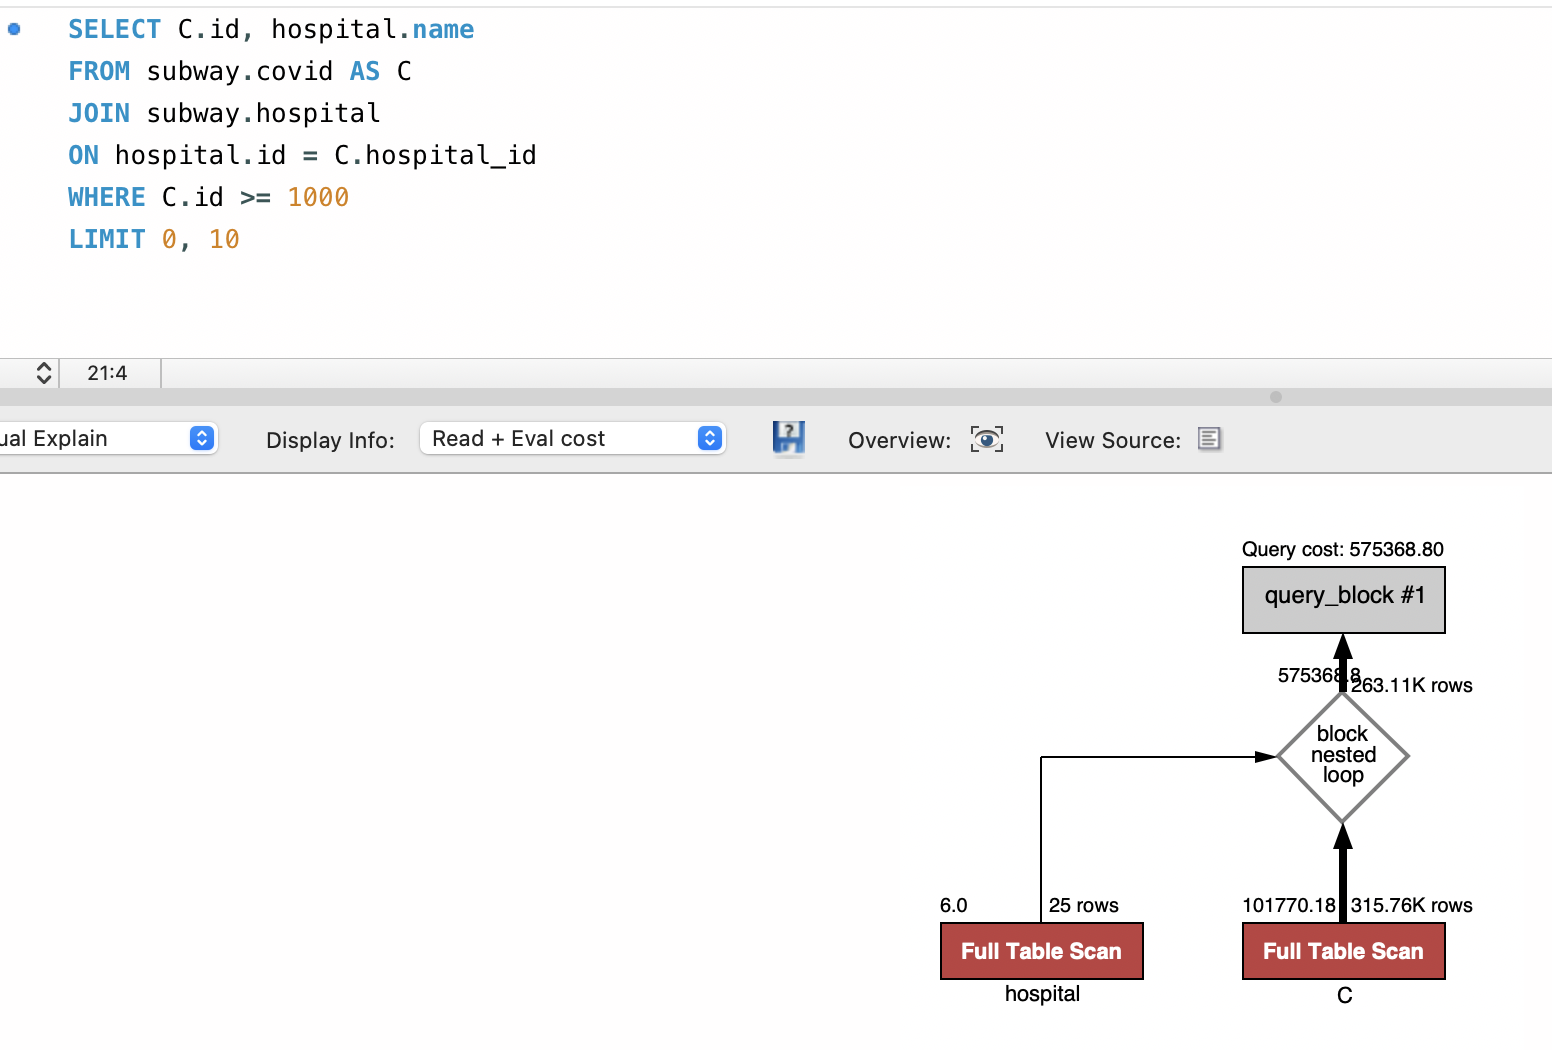 SELECT C.id, hospital.name
FROM subway.covid AS C
JOIN subway.hospital
ON hospital.id = C.hospital_id
WHERE C.id >= 1000
LIMIT 0, 10
21:4
ual Explain
Display Info:
Read + Eval cost
?
Overview:
View Source:
Query cost: 575368.80
query_block #1
575368.8
263.11K rows
block
nested
loop
6.0
25 rows
101770.18
315.76K rows
Full Table Scan
Full Table Scan
hospital
C